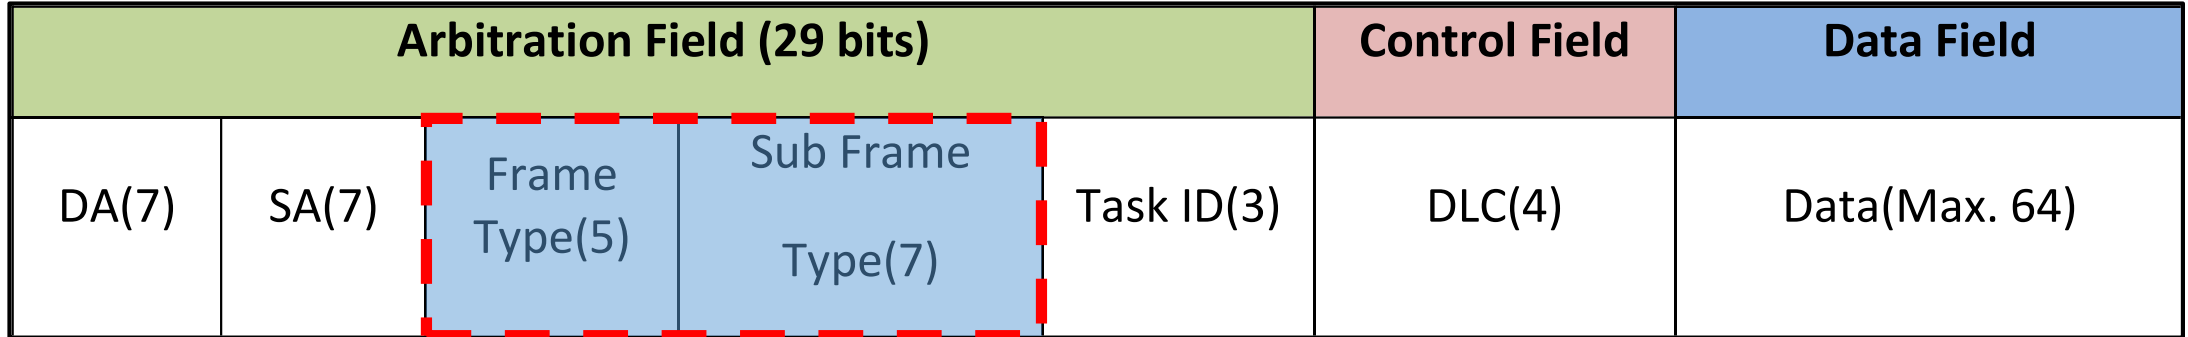 Arbitration Field (29 bits)
Control Field
Data Field
DA(7)
SA(7)
Frame
Type(5)
Sub Frame
Type(7)
Task ID(3)
DLC(4)
Data(Max. 64)